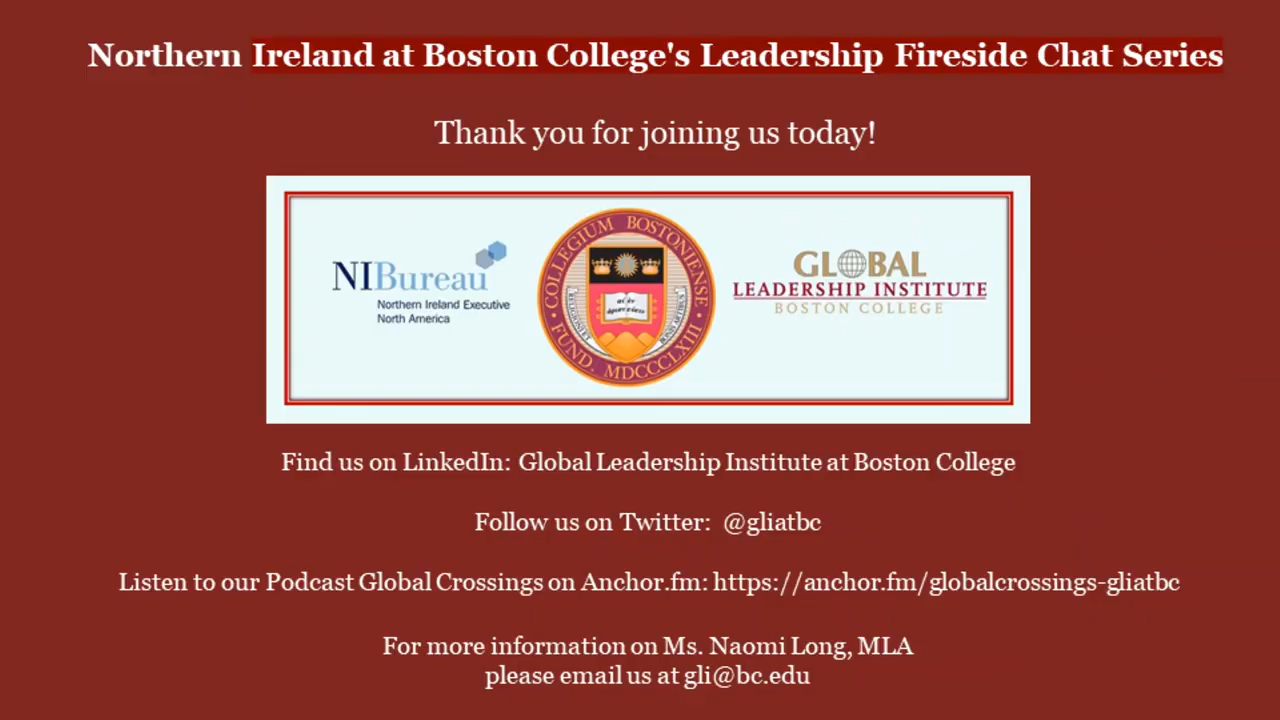 Northern Ireland at Boston College's Leadership Fireside Chat Series
Thank you for joining us today!
NIBureau
Northern Ireland Executive
North America
COLLEGIUM BOSTONIENSE
FUND. MDCCCLXIII
GLOBAL
LEADERSHIP INSTITUTE
BOSTON COLLEGE
Find us on LinkedIn: Global Leadership Institute at Boston College
Follow us on Twitter: @gliatbc
Listen to our Podcast Global Crossings on Anchor.fm: https://anchor.fm/globalcrossings-gliatbc
For more information on Ms. Naomi Long, MLA
please email us at gli@bc.edu